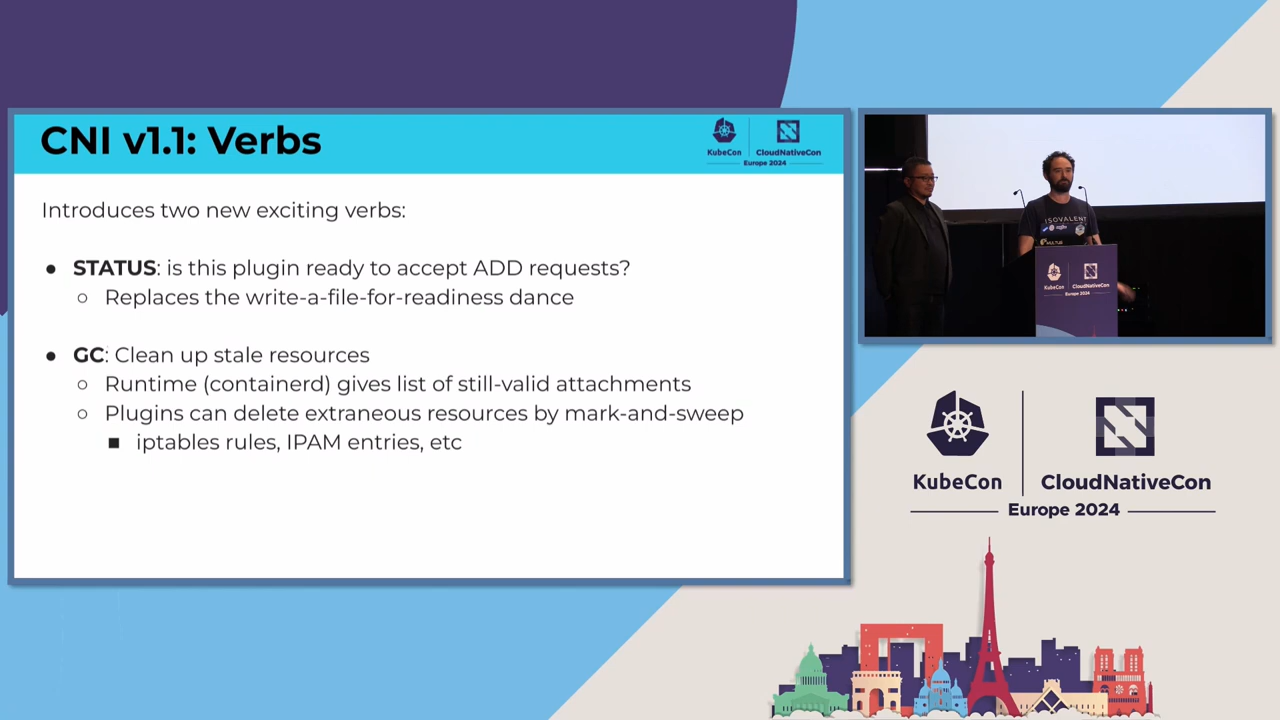 CNI v1.1: Verbs
KubeCon
CloudNativeCon
Europe 2024
Introduces two new exciting verbs:
● STATUS: is this plugin ready to accept ADD requests?
○ Replaces the write-a-file-for-readiness dance
● GC: Clean up stale resources
○ Runtime (containerd) gives list of still-valid attachments
○ Plugins can delete extraneous resources by mark-and-sweep
■ iptables rules, IPAM entries, etc
ISOVALENT
KubeCon
CloudNativeCon
Europe 2024
KubeCon
CloudNativeCon
Europe 2024